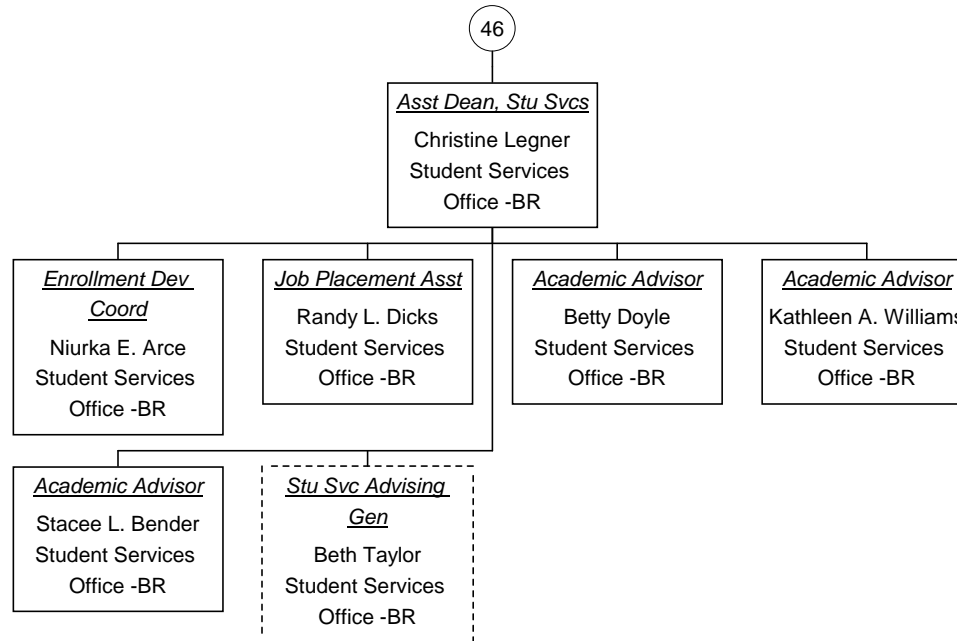 46
Asst Dean, Stu Svcs
Christine Legner
Student Services
Office -BR
Enrollment Dev
Coord
Niurka E. Arce
Student Services
Office -BR
Job Placement Asst
Randy L. Dicks
Student Services
Office -BR
Academic Advisor
Betty Doyle
Student Services
Office -BR
Academic Advisor
Kathleen A. Williams
Student Services
Office -BR
Academic Advisor
Stacee L. Bender
Student Services
Office -BR
Stu Svc Advising
Gen
Beth Taylor
Student Services
Office -BR